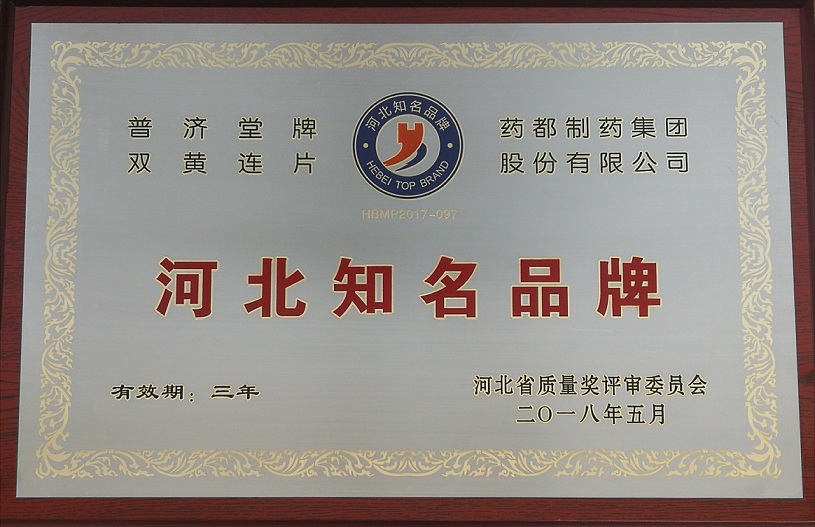 普济堂牌
双黄连片
河北知名品牌
HEBEI TOP BRAND
HBMP2017-097
药都制药集团
股份有限公司
河北知名品牌
有效期：三年
河北省质量奖评审委员会
二〇一八年五月